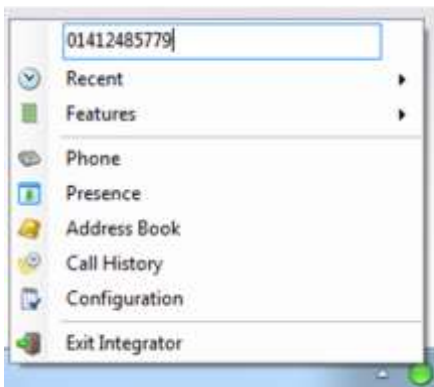 01412485779
Recent
Features
Phone
Presence
Address Book
Call History
Configuration
Exit Integrator